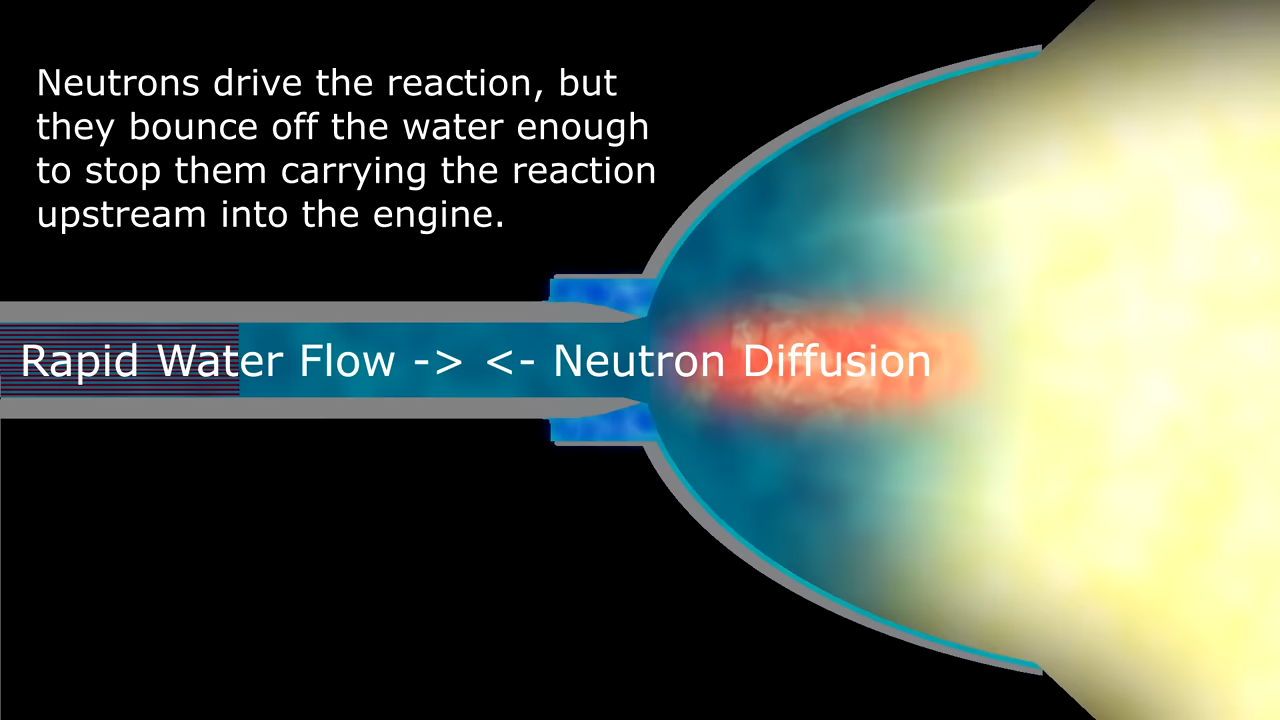 Neutrons drive the reaction, but
they bounce off the water enough
to stop them carrying the reaction
upstream into the engine.
Rapid Water Flow -> <- Neutron Diffusion